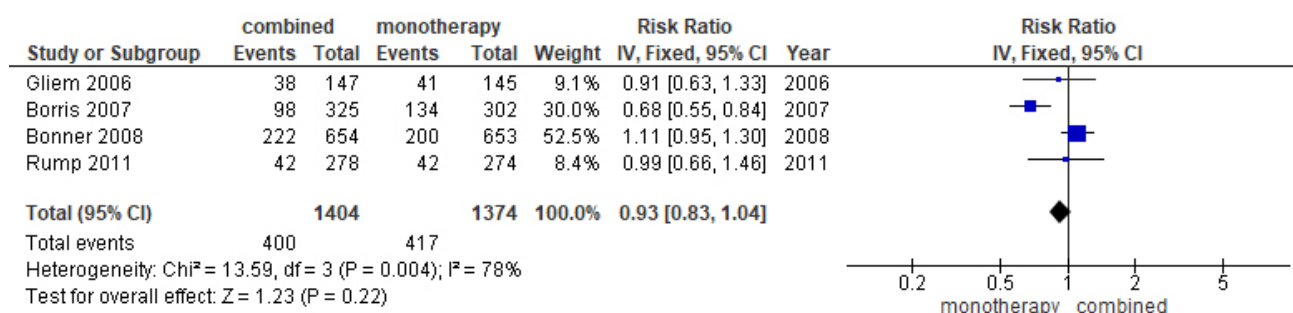 combined monotherapy Risk Ratio Risk Ratio
Study or Subgroup Events Total Events Total Weight IV, Fixed, 95% CI Year IV, Fixed, 95% CI
Gliem 2006 38 147 41 145 9.1% 0.91 [0.63, 1.33] 2006
Borris 2007 98 325 134 302 30.0% 0.68 [0.55, 0.84] 2007
Bonner 2008 222 654 200 653 52.5% 1.11 [0.95, 1.30] 2008
Rump 2011 42 278 42 274 8.4% 0.99 [0.66, 1.46] 2011
Total (95% CI) 1404 1374 100.0% 0.93 [0.83, 1.04]
Total events 400 417
Heterogeneity: Chi² = 13.59, df = 3 (P = 0.004); I² = 78%
Test for overall effect: Z = 1.23 (P = 0.22)
0.2 0.5 1 2 5
monotherapy combined